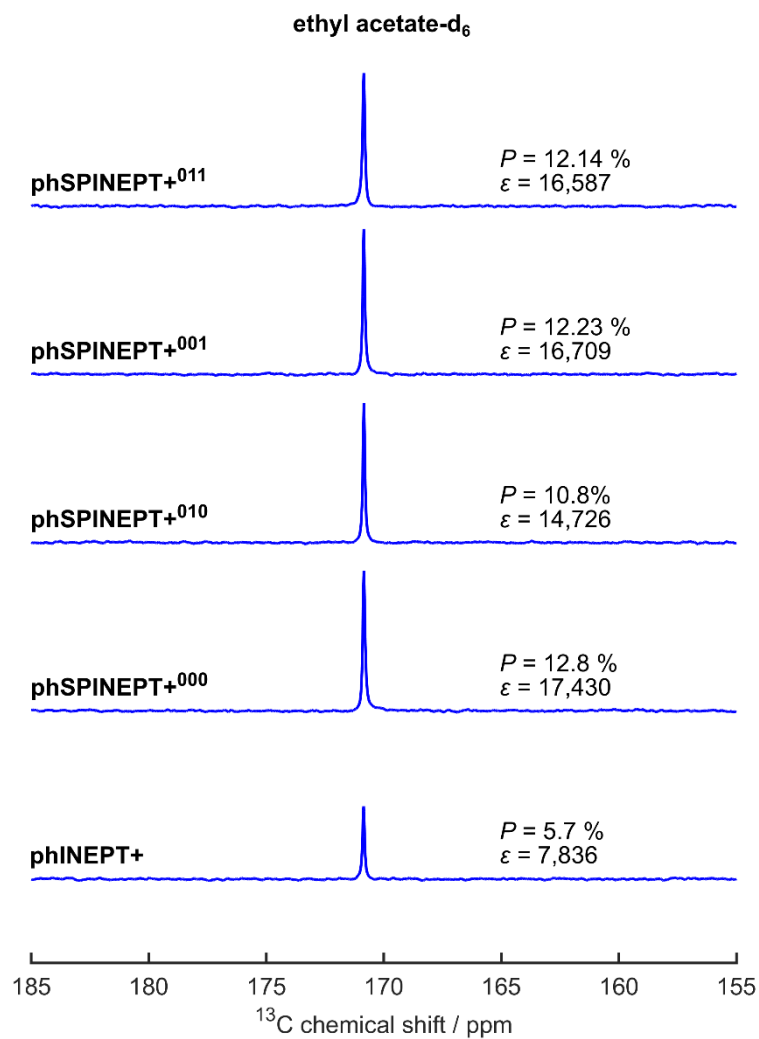 ethyl acetate-d₆
P = 12.14 %
phSPINEPT+⁰¹¹
ε = 16,587
P = 12.23 %
phSPINEPT+⁰⁰¹
ε = 16,709
P = 10.8%
phSPINEPT+⁰¹⁰
ε = 14,726
P = 12.8 %
phSPINEPT+⁰⁰⁰
ε = 17,430
P = 5.7 %
phINEPT+
ε = 7,836
185 180 175 170 165 160 155
¹³C chemical shift / ppm